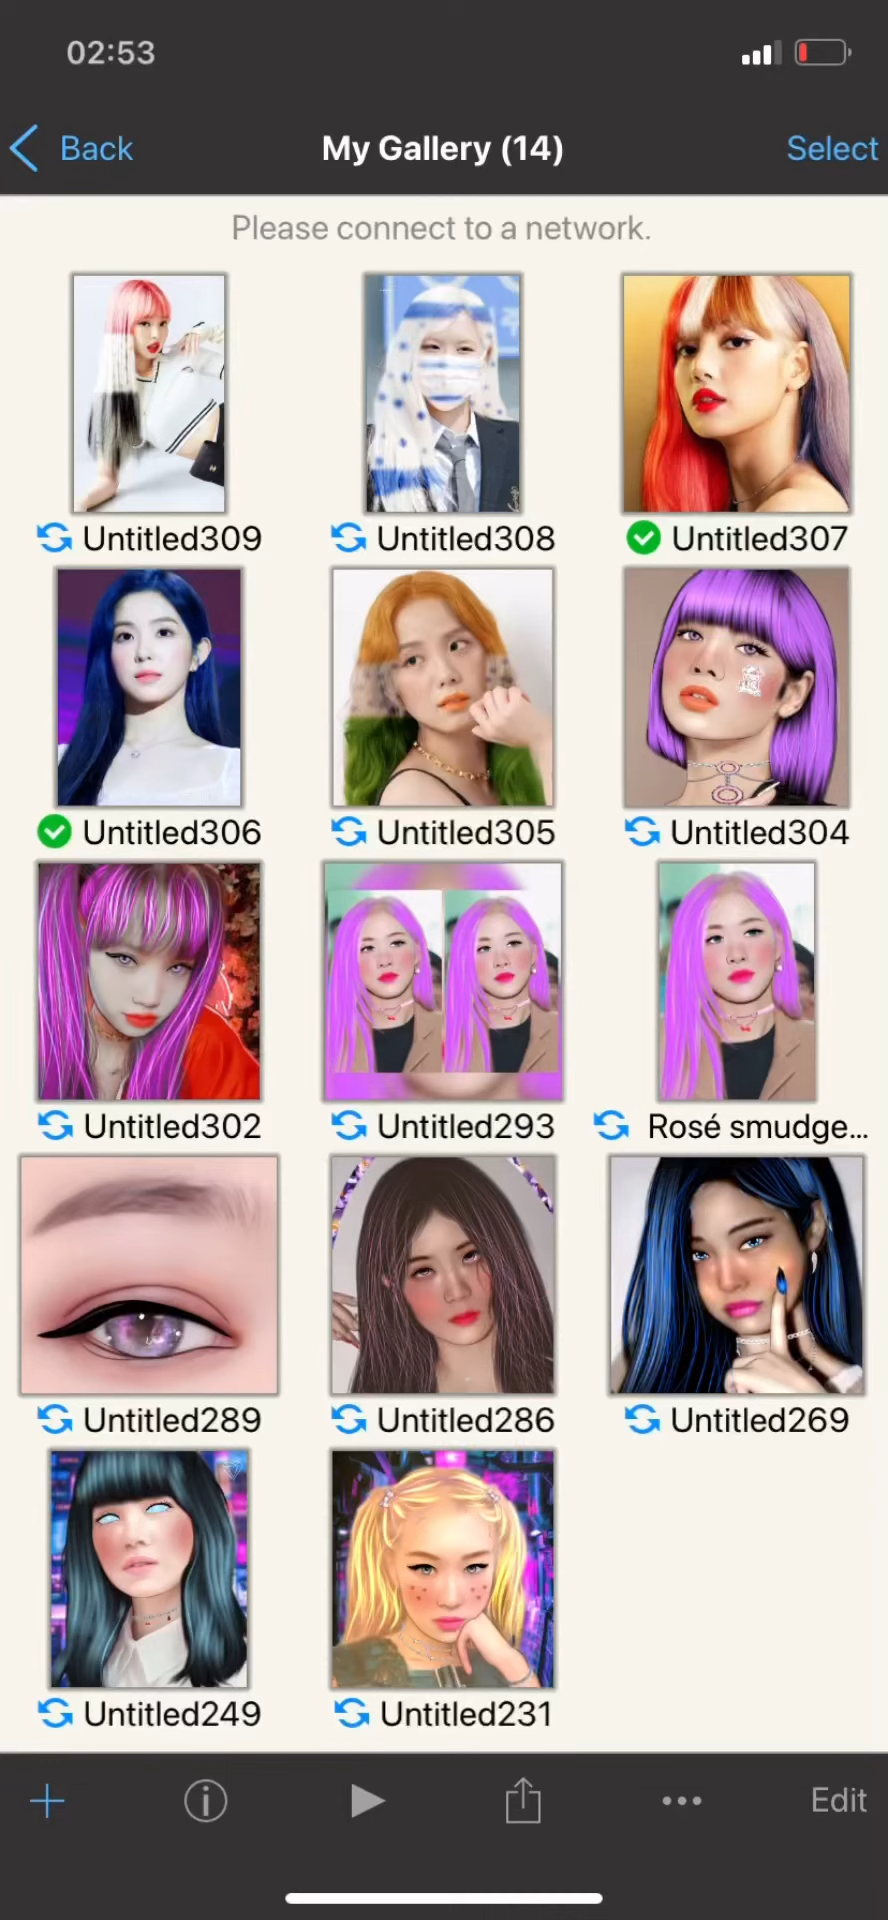 02:53
Back
My Gallery (14)
Select
Please connect to a network.
Untitled309
Untitled308
Untitled307
Untitled306
Untitled305
Untitled304
Untitled302
Untitled293
Rosé smudge...
Untitled289
Untitled286
Untitled269
Untitled249
Untitled231
Edit